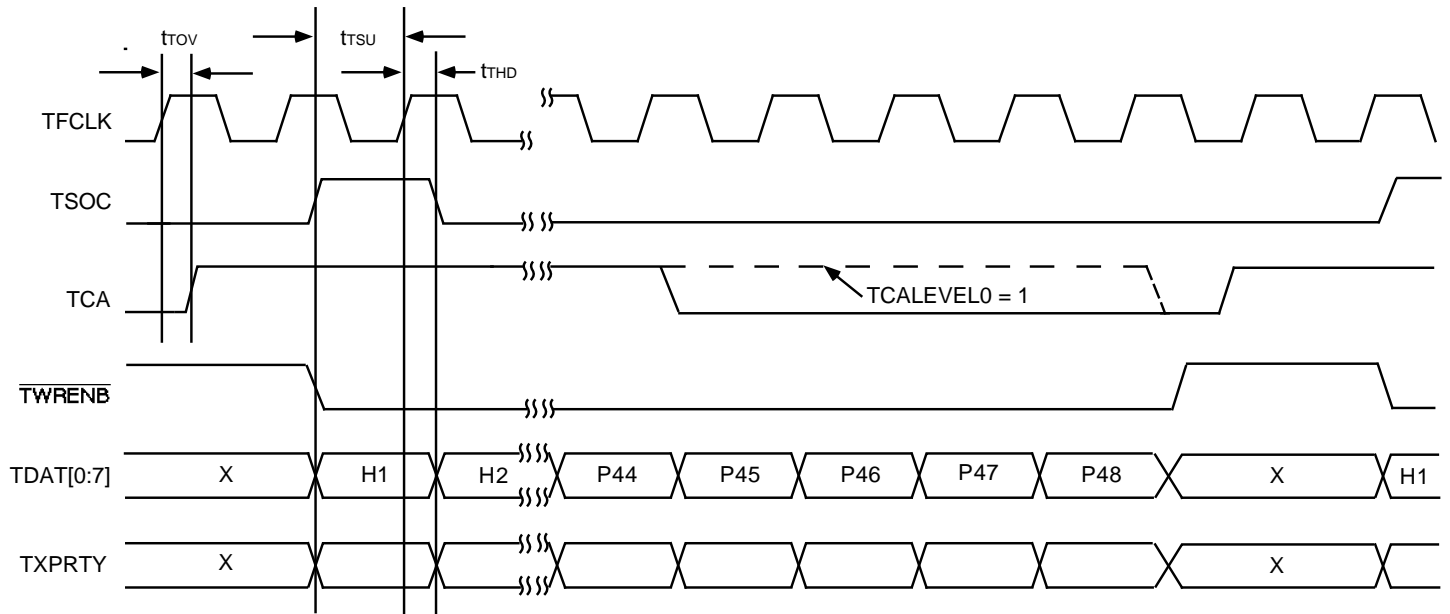 tTOV
tTSU
tTHD
TFCLK
TSOC
TCA
TCALEVEL0 = 1
TWRENB
TDAT[0:7] X H1 H2 P44 P45 P46 P47 P48 X H1
TXPRTY X X